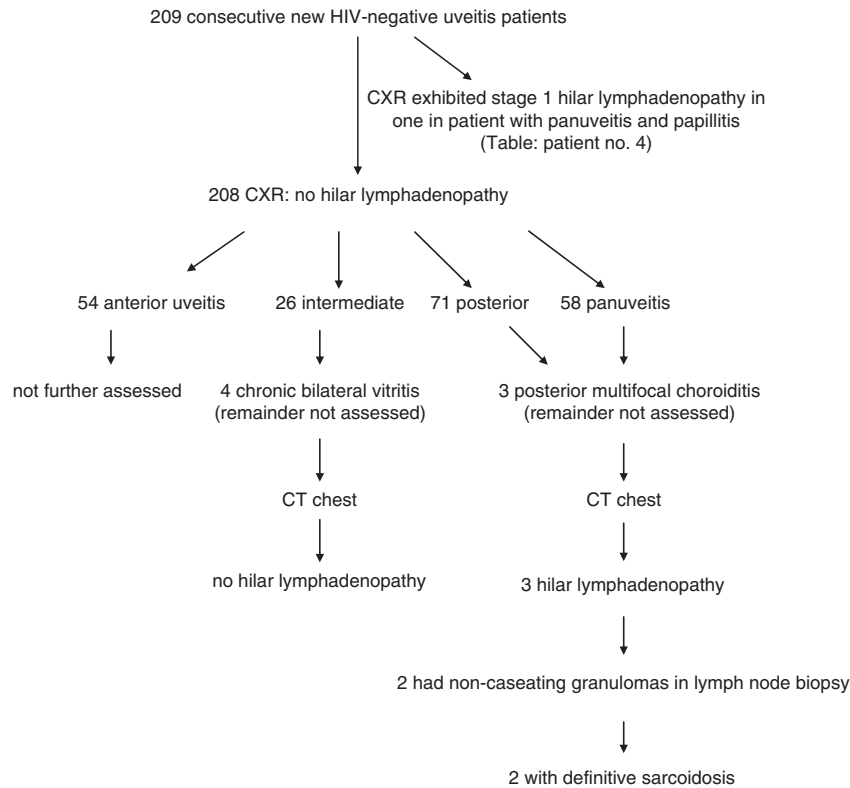 209 consecutive new HIV-negative uveitis patients
CXR exhibited stage 1 hilar lymphadenopathy in
one in patient with panuveitis and papillitis
(Table: patient no. 4)
208 CXR: no hilar lymphadenopathy
54 anterior uveitis
26 intermediate
71 posterior
58 panuveitis
not further assessed
4 chronic bilateral vitritis
(remainder not assessed)
3 posterior multifocal choroiditis
(remainder not assessed)
CT chest
CT chest
no hilar lymphadenopathy
3 hilar lymphadenopathy
2 had non-caseating granulomas in lymph node biopsy
2 with definitive sarcoidosis